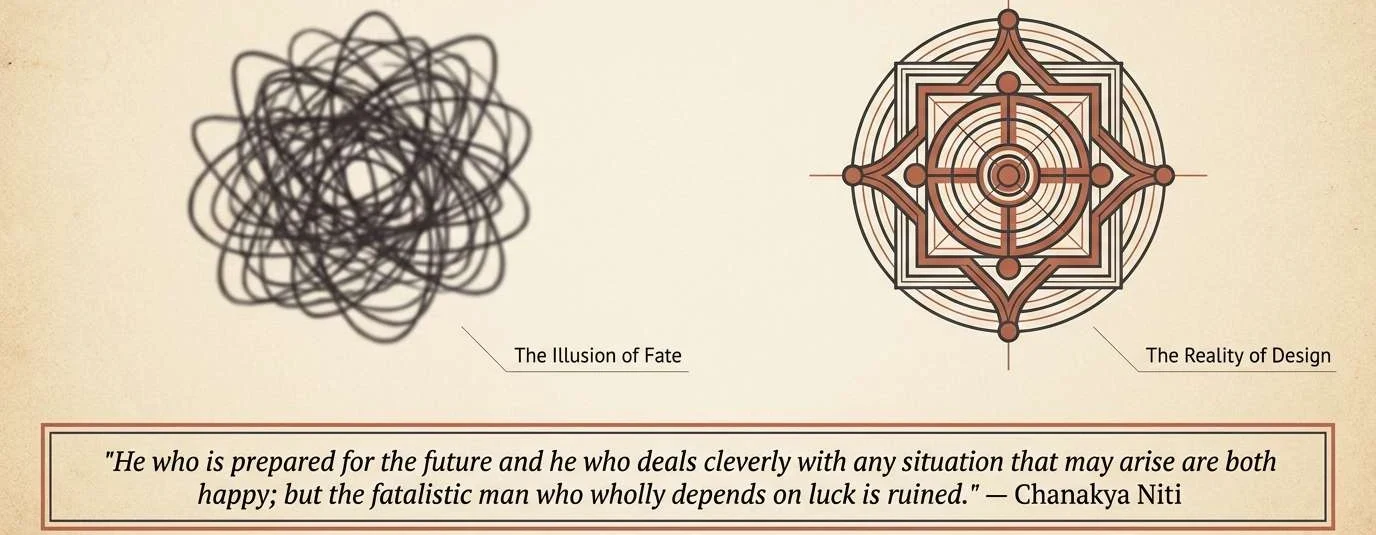 The Illusion of Fate
The Reality of Design
"He who is prepared for the future and he who deals cleverly with any situation that may arise are both
happy; but the fatalistic man who wholly depends on luck is ruined." — Chanakya Niti